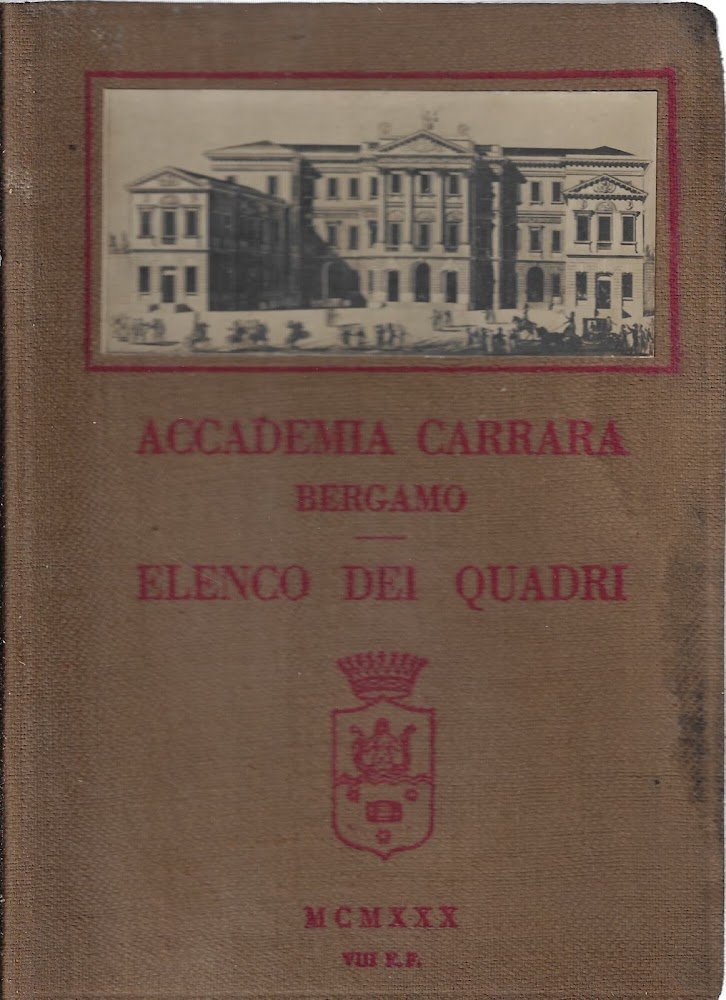 ACCADEMIA CARRARA
BERGAMO
ELENCO DEI QUADRI
MCMXXX
VIII E.F.